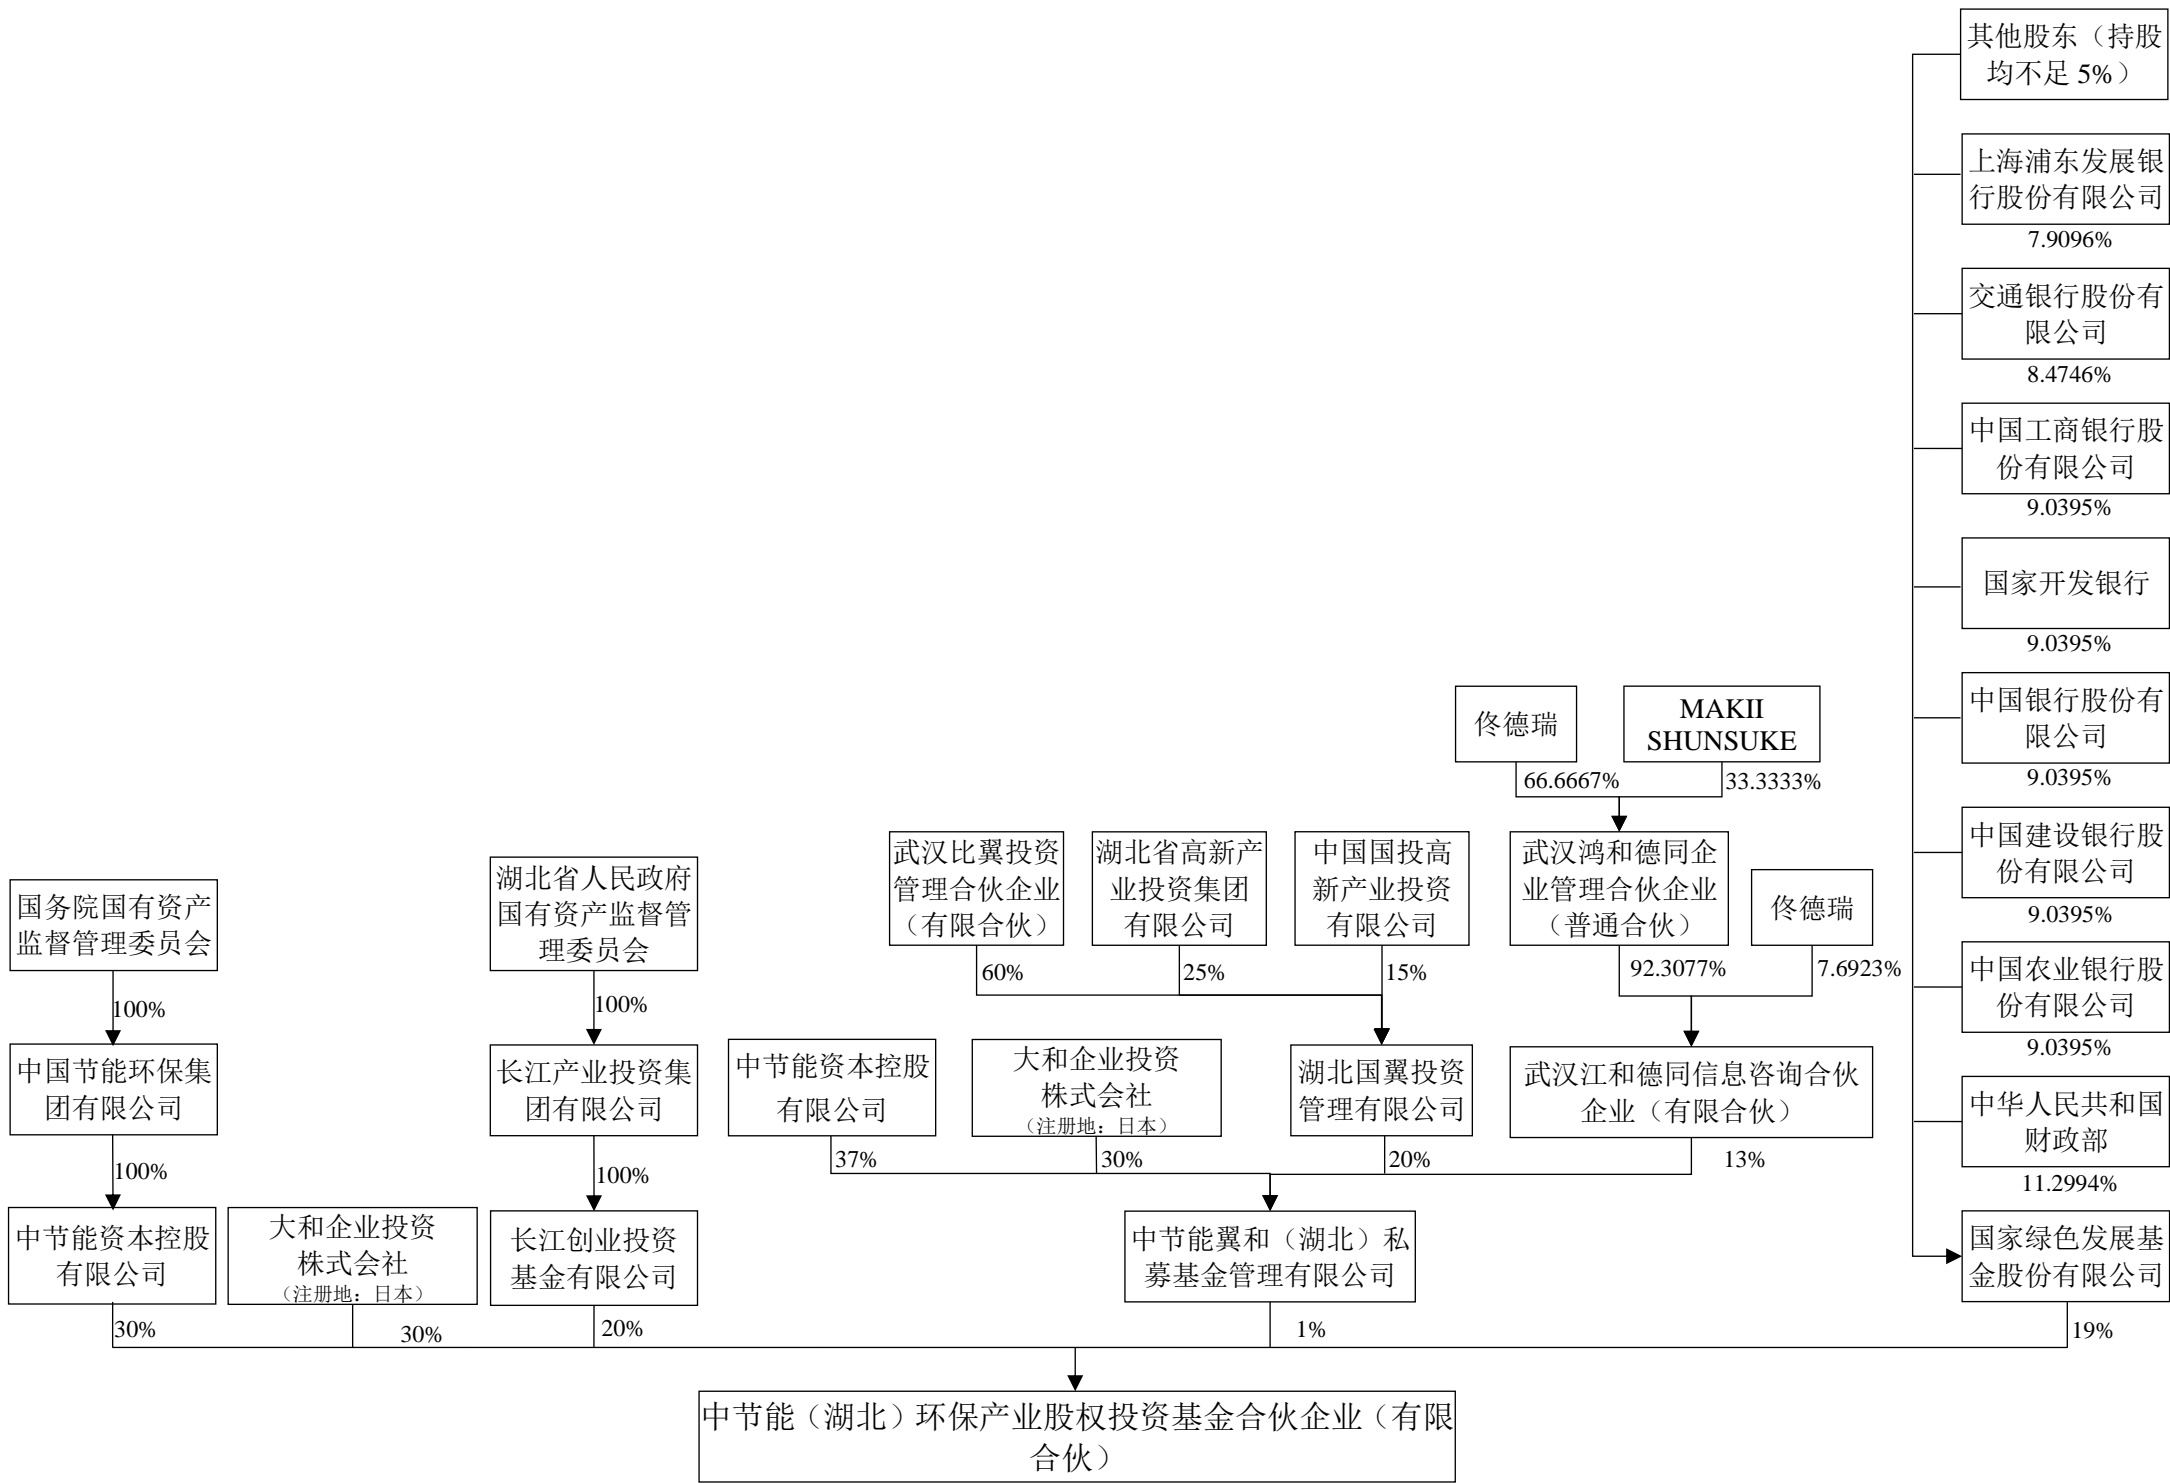 其他股东（持股
均不足 5%）
上海浦东发展银
行股份有限公司
7.9096%
交通银行股份有
限公司
8.4746%
中国工商银行股
份有限公司
9.0395%
国家开发银行
9.0395%
中国银行股份有
限公司
9.0395%
中国建设银行股
份有限公司
9.0395%
中国农业银行股
份有限公司
9.0395%
中华人民共和国
财政部
11.2994%
国家绿色发展基
金股份有限公司
19%
佟德瑞
66.6667%
MAKII
SHUNSUKE
33.3333%
武汉比翼投资
管理合伙企业
（有限合伙）
60%
湖北省高新产
业投资集团
有限公司
25%
中国国投高
新产业投资
有限公司
15%
武汉鸿和德同企
业管理合伙企业
（普通合伙）
92.3077%
佟德瑞
7.6923%
国务院国有资产
监督管理委员会
100%
湖北省人民政府
国有资产监督管
理委员会
100%
中国节能环保集
团有限公司
100%
长江产业投资集
团有限公司
100%
中节能资本控股
有限公司
37%
大和企业投资
株式会社
（注册地：日本）
30%
湖北国翼投资
管理有限公司
20%
武汉江和德同信息咨询合伙
企业（有限合伙）
13%
中节能资本控股
有限公司
30%
大和企业投资
株式会社
（注册地：日本）
30%
长江创业投资
基金有限公司
20%
中节能翼和（湖北）私
募基金管理有限公司
1%
中节能（湖北）环保产业股权投资基金合伙企业（有限
合伙）